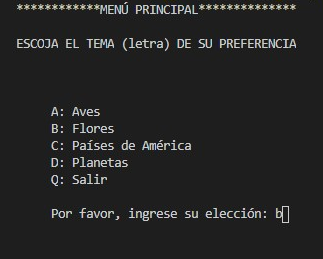 ************MENÚ PRINCIPAL**************
ESCOJA EL TEMA (letra) DE SU PREFERENCIA
A: Aves
B: Flores
C: Países de América
D: Planetas
Q: Salir
Por favor, ingrese su elección: b